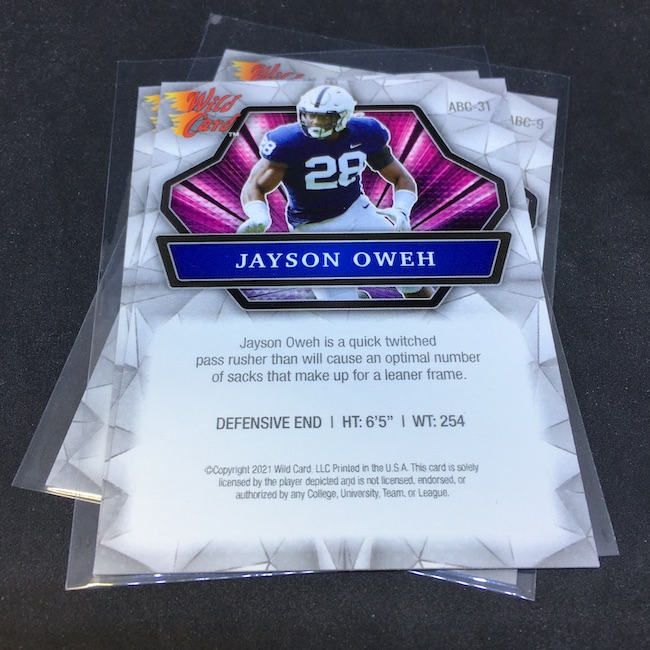 Wild
Card™
ABC-31
ABC-9
28
JAYSON OWEH
Jayson Oweh is a quick twitched
pass rusher than will cause an optimal number
of sacks that make up for a leaner frame.
DEFENSIVE END | HT: 6'5" | WT: 254
©Copyright 2021 Wild Card, LLC Printed in the U.S.A. This card is solely
licensed by the player depicted and is not licensed, endorsed, or
authorized by any College, University, Team, or League.